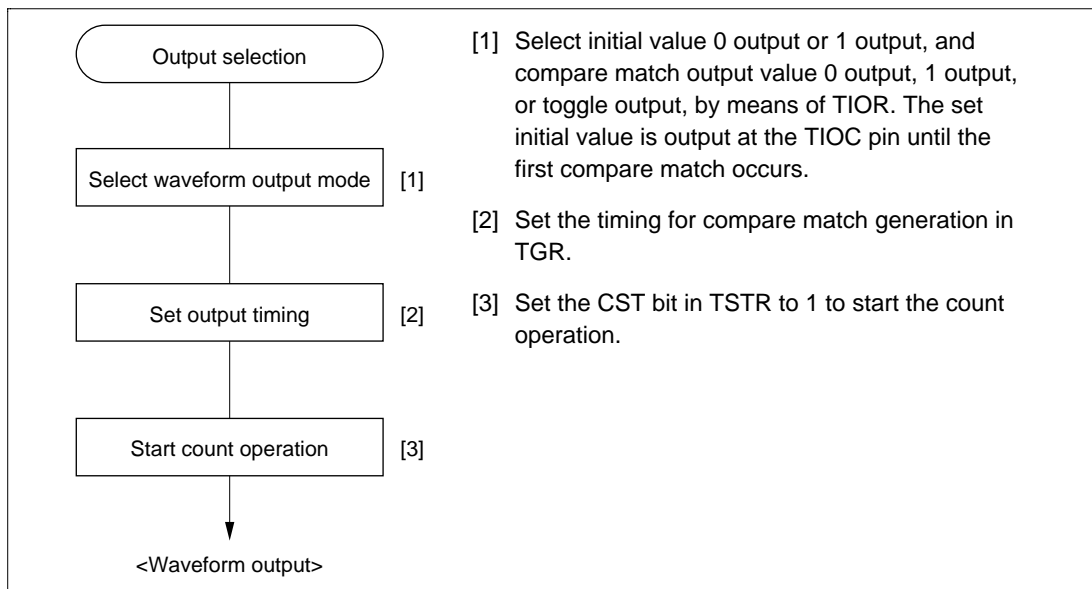 Output selection
Select waveform output mode [1]
Set output timing [2]
Start count operation [3]
<Waveform output>
[1] Select initial value 0 output or 1 output, and
compare match output value 0 output, 1 output,
or toggle output, by means of TIOR. The set
initial value is output at the TIOC pin until the
first compare match occurs.
[2] Set the timing for compare match generation in
TGR.
[3] Set the CST bit in TSTR to 1 to start the count
operation.